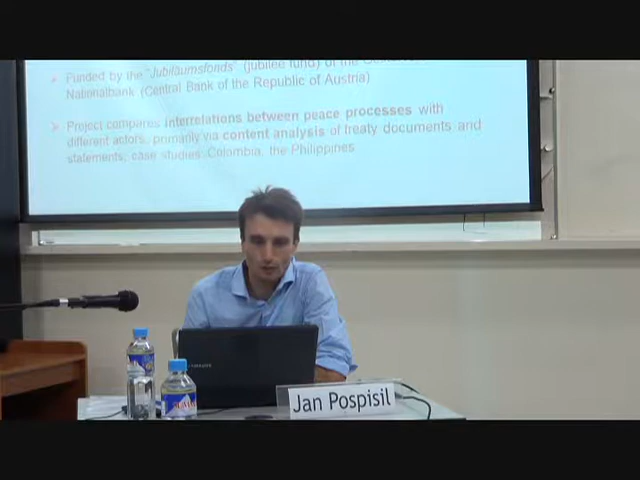 ➢ Funded by the "Jubiläumsfonds" (jubilee fund) of the
Nationalbank (Central Bank of the Republic of Austria)
➢ Project compares interrelations between peace processes with
different actors, primarily via content analysis of treaty documents and
statements, case studies: Colombia, the Philippines
Jan Pospisil